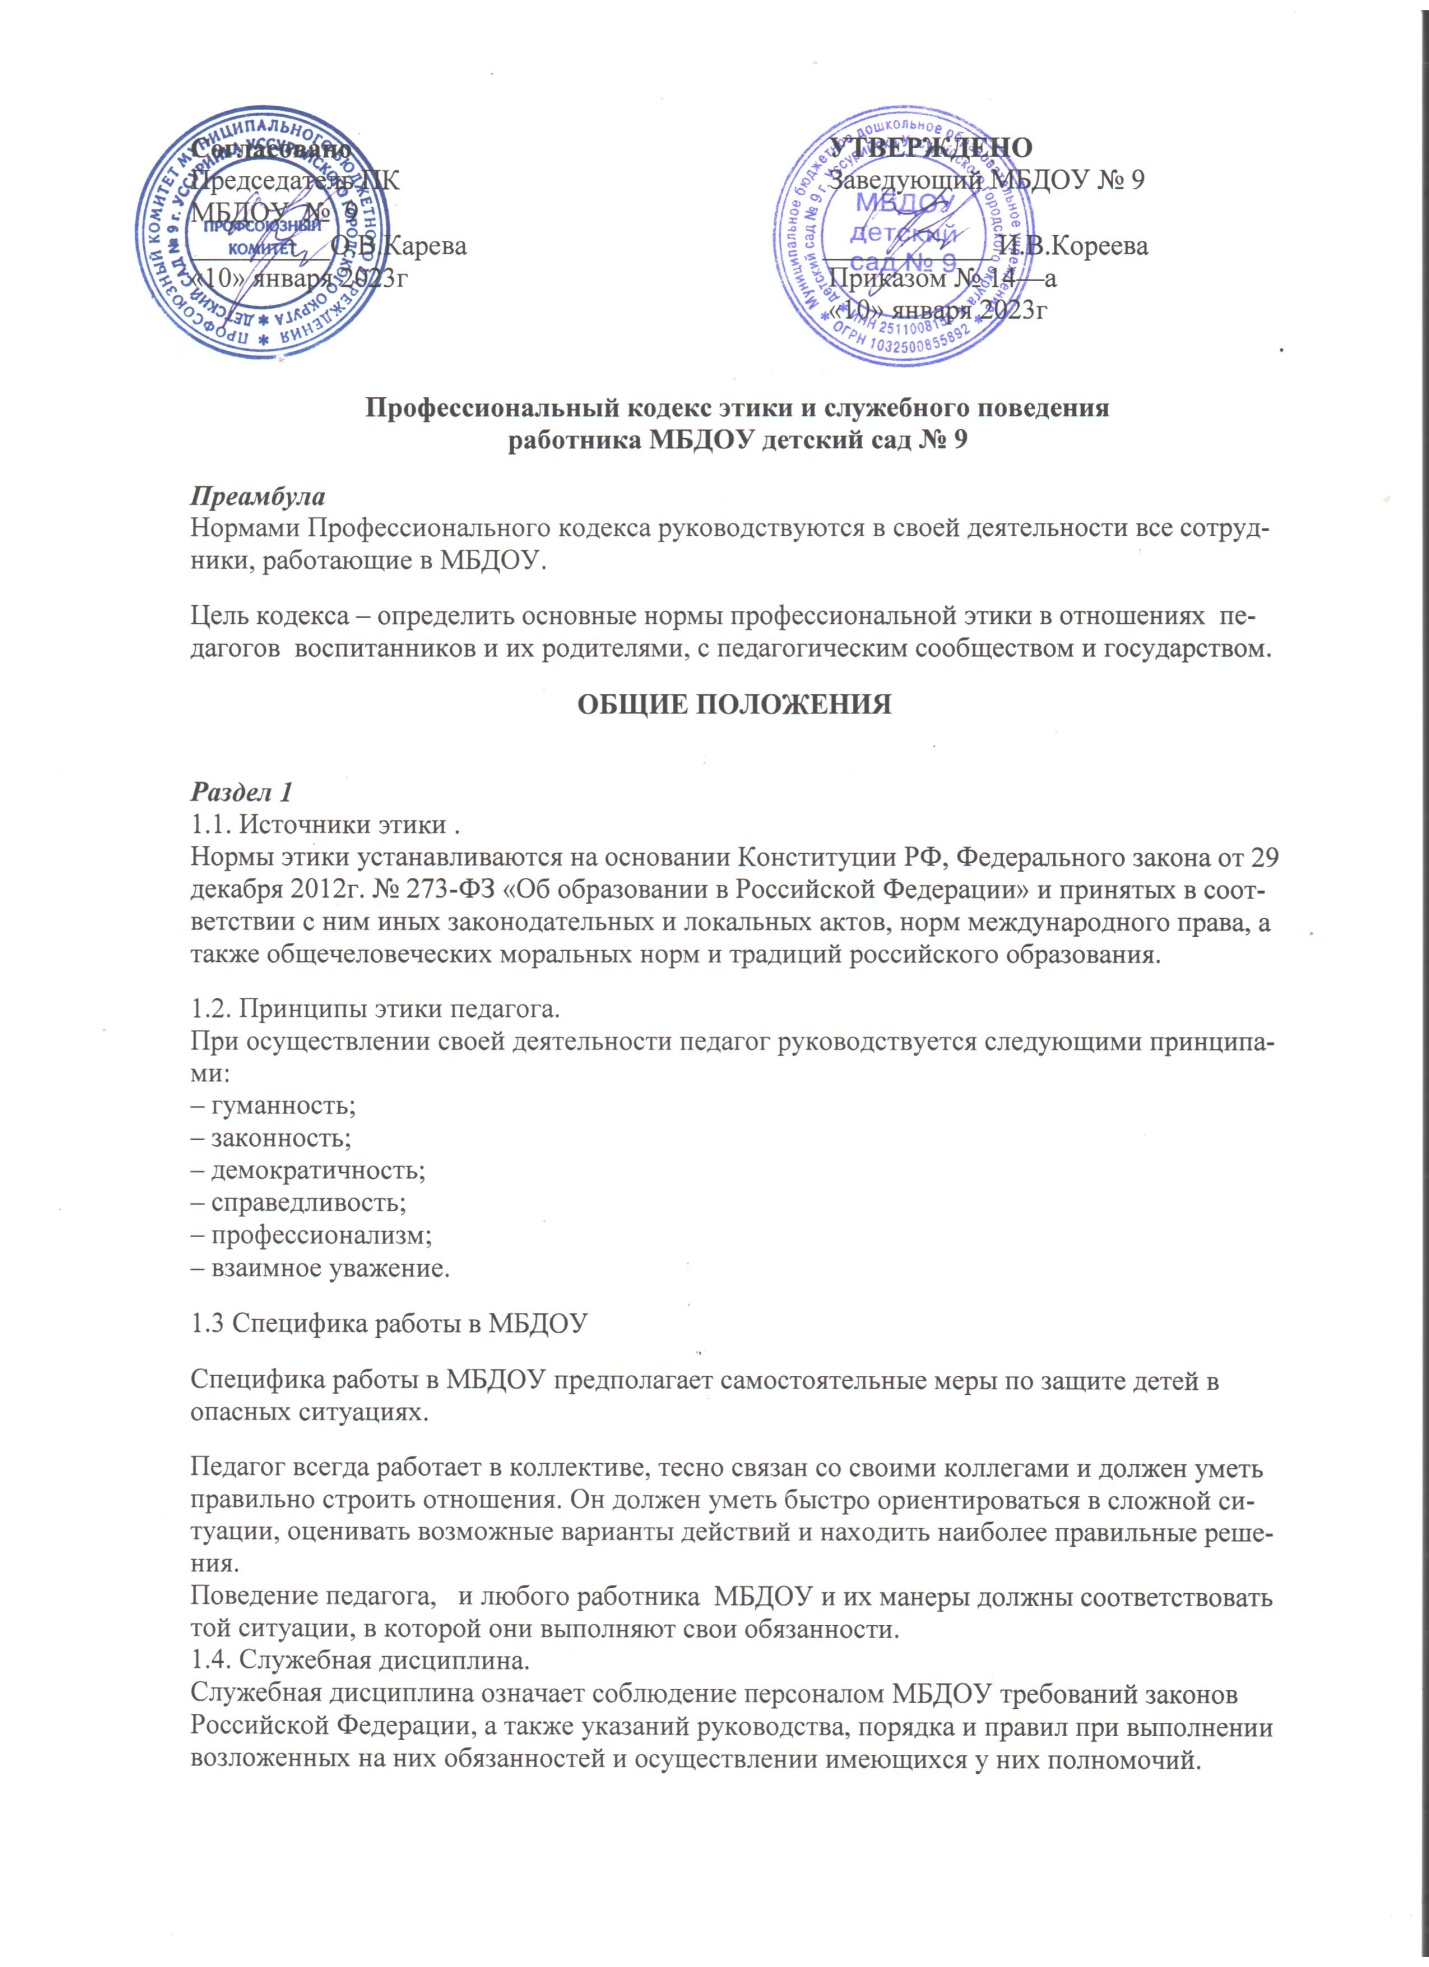 Согласовано
Председатель ПК
МБДОУ № 9
__________ О.В.Карева
«10» января 2023г
ПРОФСОЮЗНЫЙ
КОМИТЕТ
УТВЕРЖДЕНО
Заведующий МБДОУ № 9
____________ И.В.Кореева
Приказом № 14—а
«10» января 2023г
МБДОУ
детский
сад № 9
ОГРН 1032500855892
Профессиональный кодекс этики и служебного поведения
работника МБДОУ детский сад № 9
Преамбула
Нормами Профессионального кодекса руководствуются в своей деятельности все сотруд-
ники, работающие в МБДОУ.
Цель кодекса – определить основные нормы профессиональной этики в отношениях  пе-
дагогов  воспитанников и их родителями, с педагогическим сообществом и государством.
ОБЩИЕ ПОЛОЖЕНИЯ
Раздел 1
1.1. Источники этики .
Нормы этики устанавливаются на основании Конституции РФ, Федерального закона от 29
декабря 2012г. № 273-ФЗ «Об образовании в Российской Федерации» и принятых в соот-
ветствии с ним иных законодательных и локальных актов, норм международного права, а
также общечеловеческих моральных норм и традиций российского образования.
1.2. Принципы этики педагога.
При осуществлении своей деятельности педагог руководствуется следующими принципа-
ми:
– гуманность;
– законность;
– демократичность;
– справедливость;
– профессионализм;
– взаимное уважение.
1.3 Специфика работы в МБДОУ
Специфика работы в МБДОУ предполагает самостоятельные меры по защите детей в
опасных ситуациях.
Педагог всегда работает в коллективе, тесно связан со своими коллегами и должен уметь
правильно строить отношения. Он должен уметь быстро ориентироваться в сложной си-
туации, оценивать возможные варианты действий и находить наиболее правильные реше-
ния.
Поведение педагога,   и любого работника  МБДОУ и их манеры должны соответствовать
той ситуации, в которой они выполняют свои обязанности.
1.4. Служебная дисциплина.
Служебная дисциплина означает соблюдение персоналом МБДОУ требований законов
Российской Федерации, а также указаний руководства, порядка и правил при выполнении
возложенных на них обязанностей и осуществлении имеющихся у них полномочий.